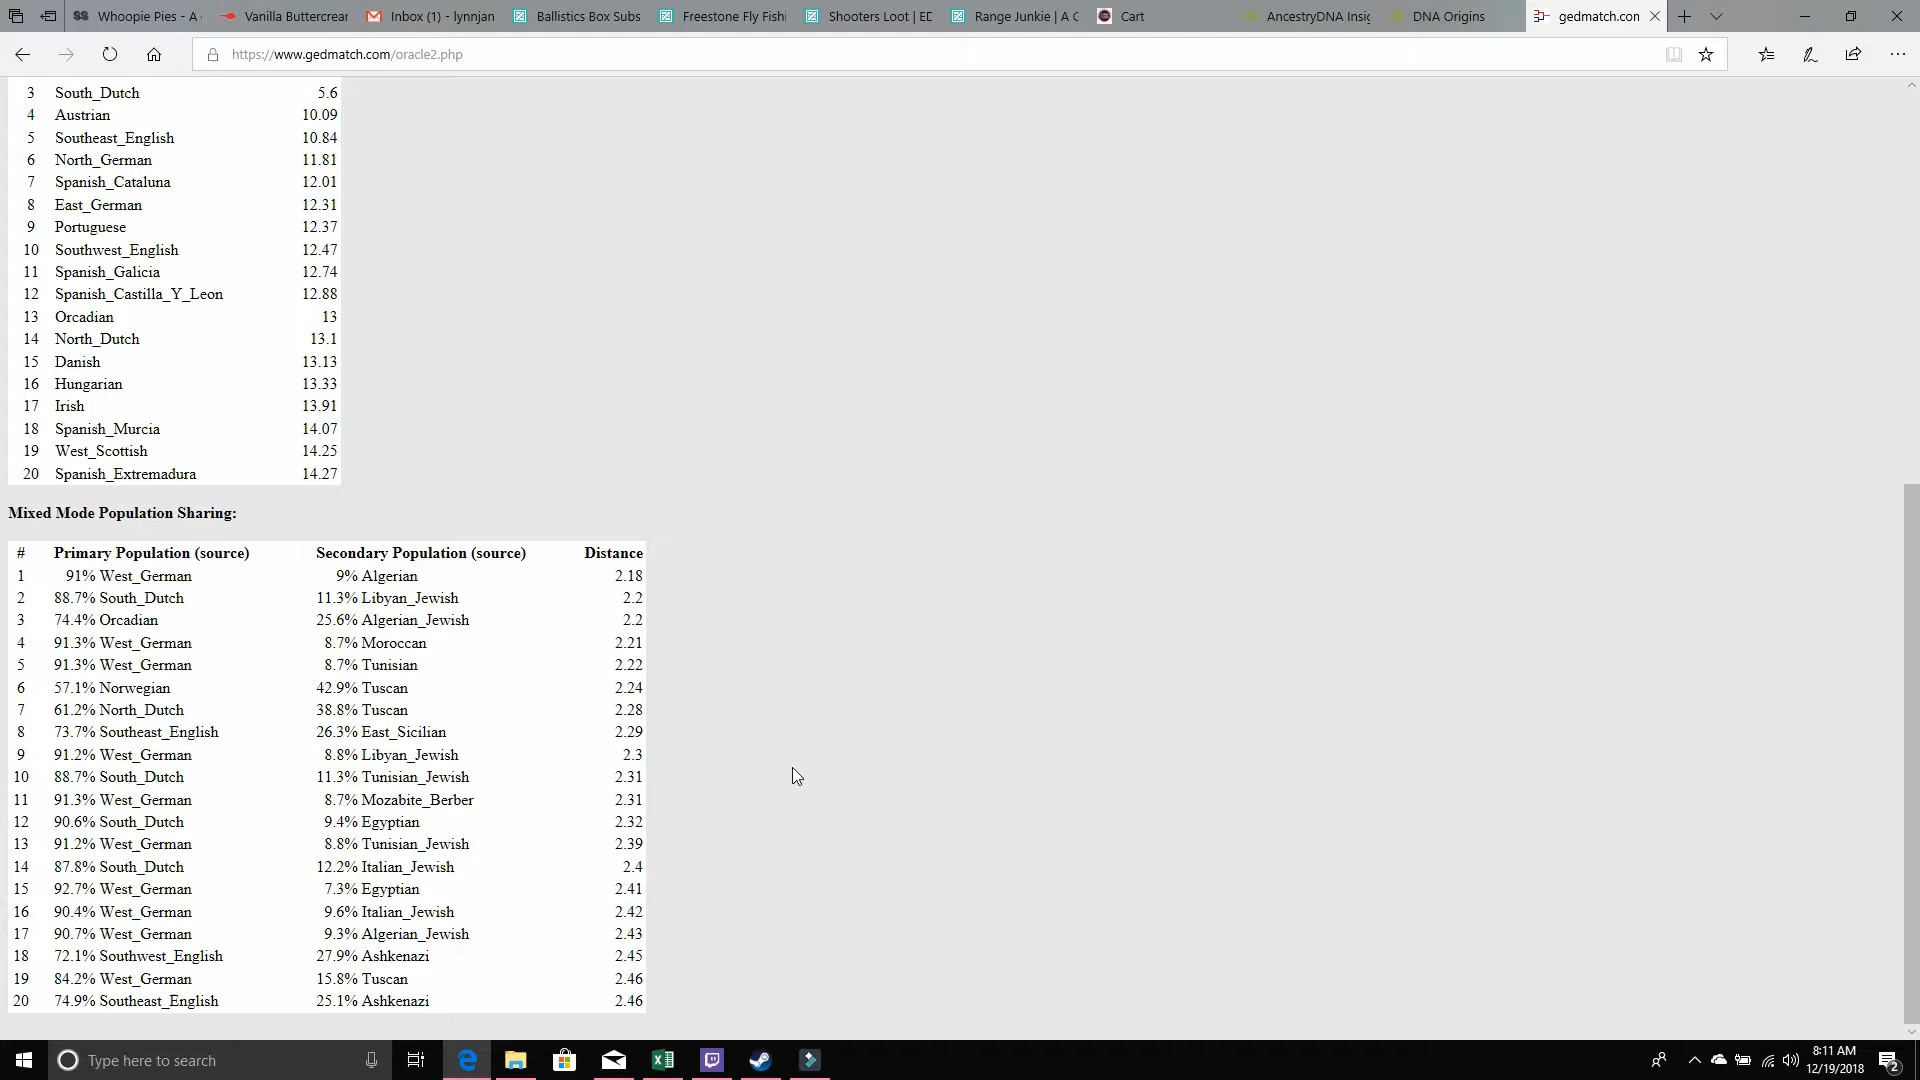 Whoopie Pies - A
Vanilla Buttercrear
Inbox (1) - lynnjan
Ballistics Box Subs
Freestone Fly Fishi
Shooters Loot | ED
Range Junkie | A C
Cart
AncestryDNA Insig
DNA Origins
gedmatch.con
https://www.gedmatch.com/oracle2.php
3 South_Dutch 5.6
4 Austrian 10.09
5 Southeast_English 10.84
6 North_German 11.81
7 Spanish_Cataluna 12.01
8 East_German 12.31
9 Portuguese 12.37
10 Southwest_English 12.47
11 Spanish_Galicia 12.74
12 Spanish_Castilla_Y_Leon 12.88
13 Orcadian 13
14 North_Dutch 13.1
15 Danish 13.13
16 Hungarian 13.33
17 Irish 13.91
18 Spanish_Murcia 14.07
19 West_Scottish 14.25
20 Spanish_Extremadura 14.27
Mixed Mode Population Sharing:
# Primary Population (source) Secondary Population (source) Distance
1 91% West_German 9% Algerian 2.18
2 88.7% South_Dutch 11.3% Libyan_Jewish 2.2
3 74.4% Orcadian 25.6% Algerian_Jewish 2.2
4 91.3% West_German 8.7% Moroccan 2.21
5 91.3% West_German 8.7% Tunisian 2.22
6 57.1% Norwegian 42.9% Tuscan 2.24
7 61.2% North_Dutch 38.8% Tuscan 2.28
8 73.7% Southeast_English 26.3% East_Sicilian 2.29
9 91.2% West_German 8.8% Libyan_Jewish 2.3
10 88.7% South_Dutch 11.3% Tunisian_Jewish 2.31
11 91.3% West_German 8.7% Mozabite_Berber 2.31
12 90.6% South_Dutch 9.4% Egyptian 2.32
13 91.2% West_German 8.8% Tunisian_Jewish 2.39
14 87.8% South_Dutch 12.2% Italian_Jewish 2.4
15 92.7% West_German 7.3% Egyptian 2.41
16 90.4% West_German 9.6% Italian_Jewish 2.42
17 90.7% West_German 9.3% Algerian_Jewish 2.43
18 72.1% Southwest_English 27.9% Ashkenazi 2.45
19 84.2% West_German 15.8% Tuscan 2.46
20 74.9% Southeast_English 25.1% Ashkenazi 2.46
Type here to search
8:11 AM
12/19/2018
2